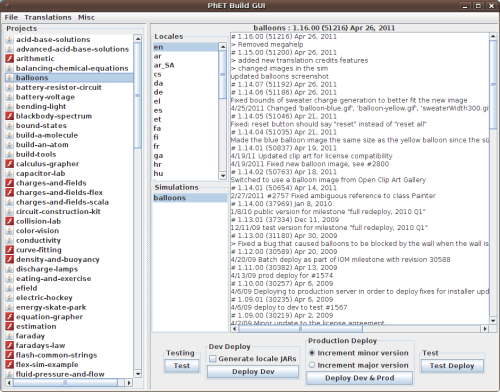 PhET Build GUI
File Translations Misc
Projects
acid-base-solutions
advanced-acid-base-solutions
arithmetic
balancing-chemical-equations
balloons
battery-resistor-circuit
battery-voltage
bending-light
blackbody-spectrum
bound-states
build-a-molecule
build-an-atom
build-tools
calculus-grapher
capacitor-lab
charges-and-fields
charges-and-fields-flex
charges-and-fields-scala
circuit-construction-kit
collision-lab
color-vision
conductivity
curve-fitting
density-and-buoyancy
discharge-lamps
eating-and-exercise
efield
electric-hockey
energy-skate-park
equation-grapher
estimation
faraday
faradays-law
flash-common-strings
flex-sim-example
fluid-pressure-and-flow
Locales
en
ar
ar_SA
cs
da
de
el
es
et
fa
fi
fr
ga
hr
hu
Simulations
balloons
balloons : 1.16.00 (51216) Apr 26, 2011
# 1.16.00 (51216) Apr 26, 2011
> Removed megahelp
# 1.15.00 (51200) Apr 26, 2011
> added new translation credits features
> changed images in the sim
updated balloons screenshot
# 1.14.07 (51192) Apr 26, 2011
# 1.14.06 (51186) Apr 26, 2011
Fixed bounds of sweater charge generation to better fit the new image
4/25/2011 Changed 'balloon-blue.gif', 'balloon-yellow.gif', 'sweaterWidth300.gi
# 1.14.05 (51046) Apr 21, 2011
Fixed: reset button should say "reset" instead of "reset all"
# 1.14.04 (51035) Apr 21, 2011
Made the blue balloon image the same size as the yellow balloon since the siz
# 1.14.01 (50837) Apr 19, 2011
4/19/11 Updated clip art for license compatibility
4/19/2011 Fixed new balloon image, see #2800
# 1.14.02 (50763) Apr 18, 2011
Switched to use a balloon image from Open Clip Art Gallery
# 1.14.01 (50654) Apr 14, 2011
2/27/2011 #2757 Fixed ambiguous reference to class Painter
# 1.14.00 (37969) Jan 8, 2010
1/8/10 public version for milestone "full redeploy, 2010 Q1"
# 1.13.01 (37334) Dec 11, 2009
12/11/09 test version for milestone "full redeploy, 2010 Q1"
# 1.13.00 (31180) Apr 30, 2009
> Fixed a bug that caused balloons to be blocked by the wall when the wall is
# 1.12.00 (30589) Apr 20, 2009
4/20/09 Batch deploy as part of IOM milestone with revision 30588
# 1.11.00 (30382) Apr 13, 2009
4/13/09 prod deploy for #1574
# 1.10.00 (30257) Apr 6, 2009
4/6/09 Deploying to production server in order to deploy fixes for installer upd
# 1.09.01 (30235) Apr 6, 2009
4/6/09 deploy to dev to test #1567
# 1.09.00 (30219) Apr 2, 2009
4/2/09 Minor update to the license agreement
Testing
Test
Dev Deploy
Generate locale JARs
Deploy Dev
Production Deploy
Increment minor version
Increment major version
Deploy Dev & Prod
Test
Test Deploy